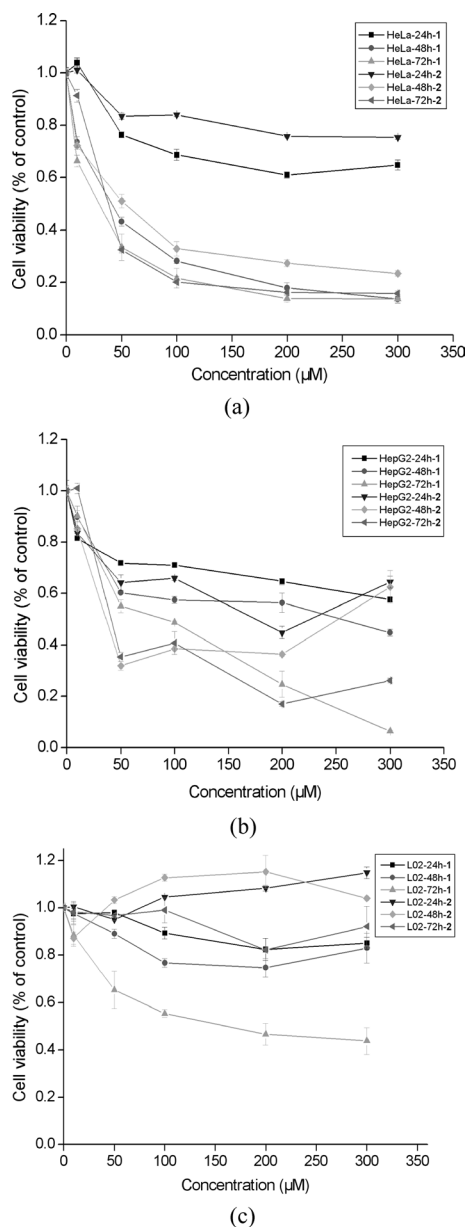 (a)
Cell viability (% of control)
1.2
1.0
0.8
0.6
0.4
0.2
0.0
HeLa-24h-1
HeLa-48h-1
HeLa-72h-1
HeLa-24h-2
HeLa-48h-2
HeLa-72h-2
0 50 100 150 200 250 300 350
Concentration (µM)
(a)
Cell viability (% of control)
1.2
1.0
0.8
0.6
0.4
0.2
0.0
HepG2-24h-1
HepG2-48h-1
HepG2-72h-1
HepG2-24h-2
HepG2-48h-2
HepG2-72h-2
0 50 100 150 200 250 300 350
Concentration (µM)
(b)
Cell viability (% of control)
1.2
1.0
0.8
0.6
0.4
0.2
0.0
L02-24h-1
L02-48h-1
L02-72h-1
L02-24h-2
L02-48h-2
L02-72h-2
0 50 100 150 200 250 300 350
Concentration (µM)
(c)